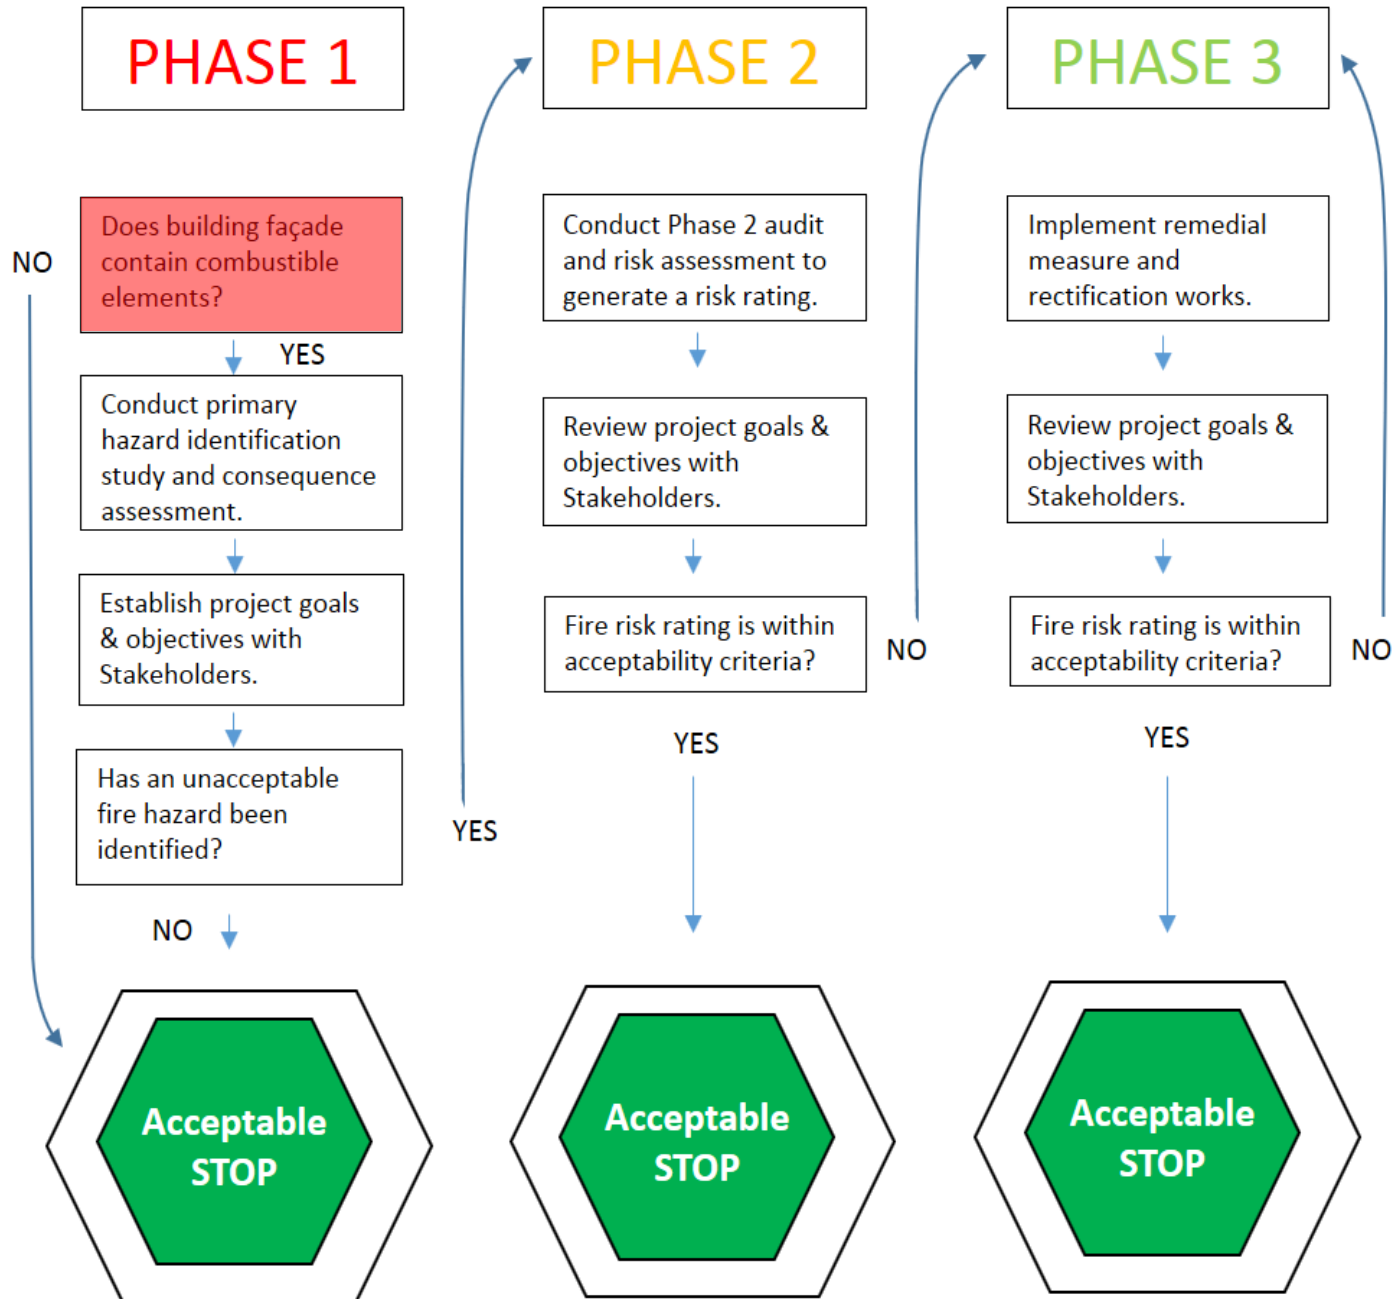 PHASE 1
Does building façade
contain combustible
elements?
NO
YES
Conduct primary
hazard identification
study and consequence
assessment.
Establish project goals
& objectives with
Stakeholders.
Has an unacceptable
fire hazard been
identified?
YES
NO
Acceptable
STOP
PHASE 2
Conduct Phase 2 audit
and risk assessment to
generate a risk rating.
Review project goals &
objectives with
Stakeholders.
Fire risk rating is within
acceptability criteria?
NO
YES
Acceptable
STOP
PHASE 3
Implement remedial
measure and
rectification works.
Review project goals &
objectives with
Stakeholders.
Fire risk rating is within
acceptability criteria?
NO
YES
Acceptable
STOP